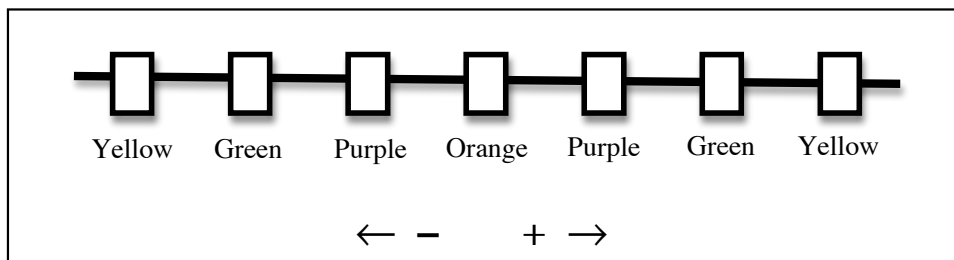 Yellow Green Purple Orange Purple Green Yellow
← – + →